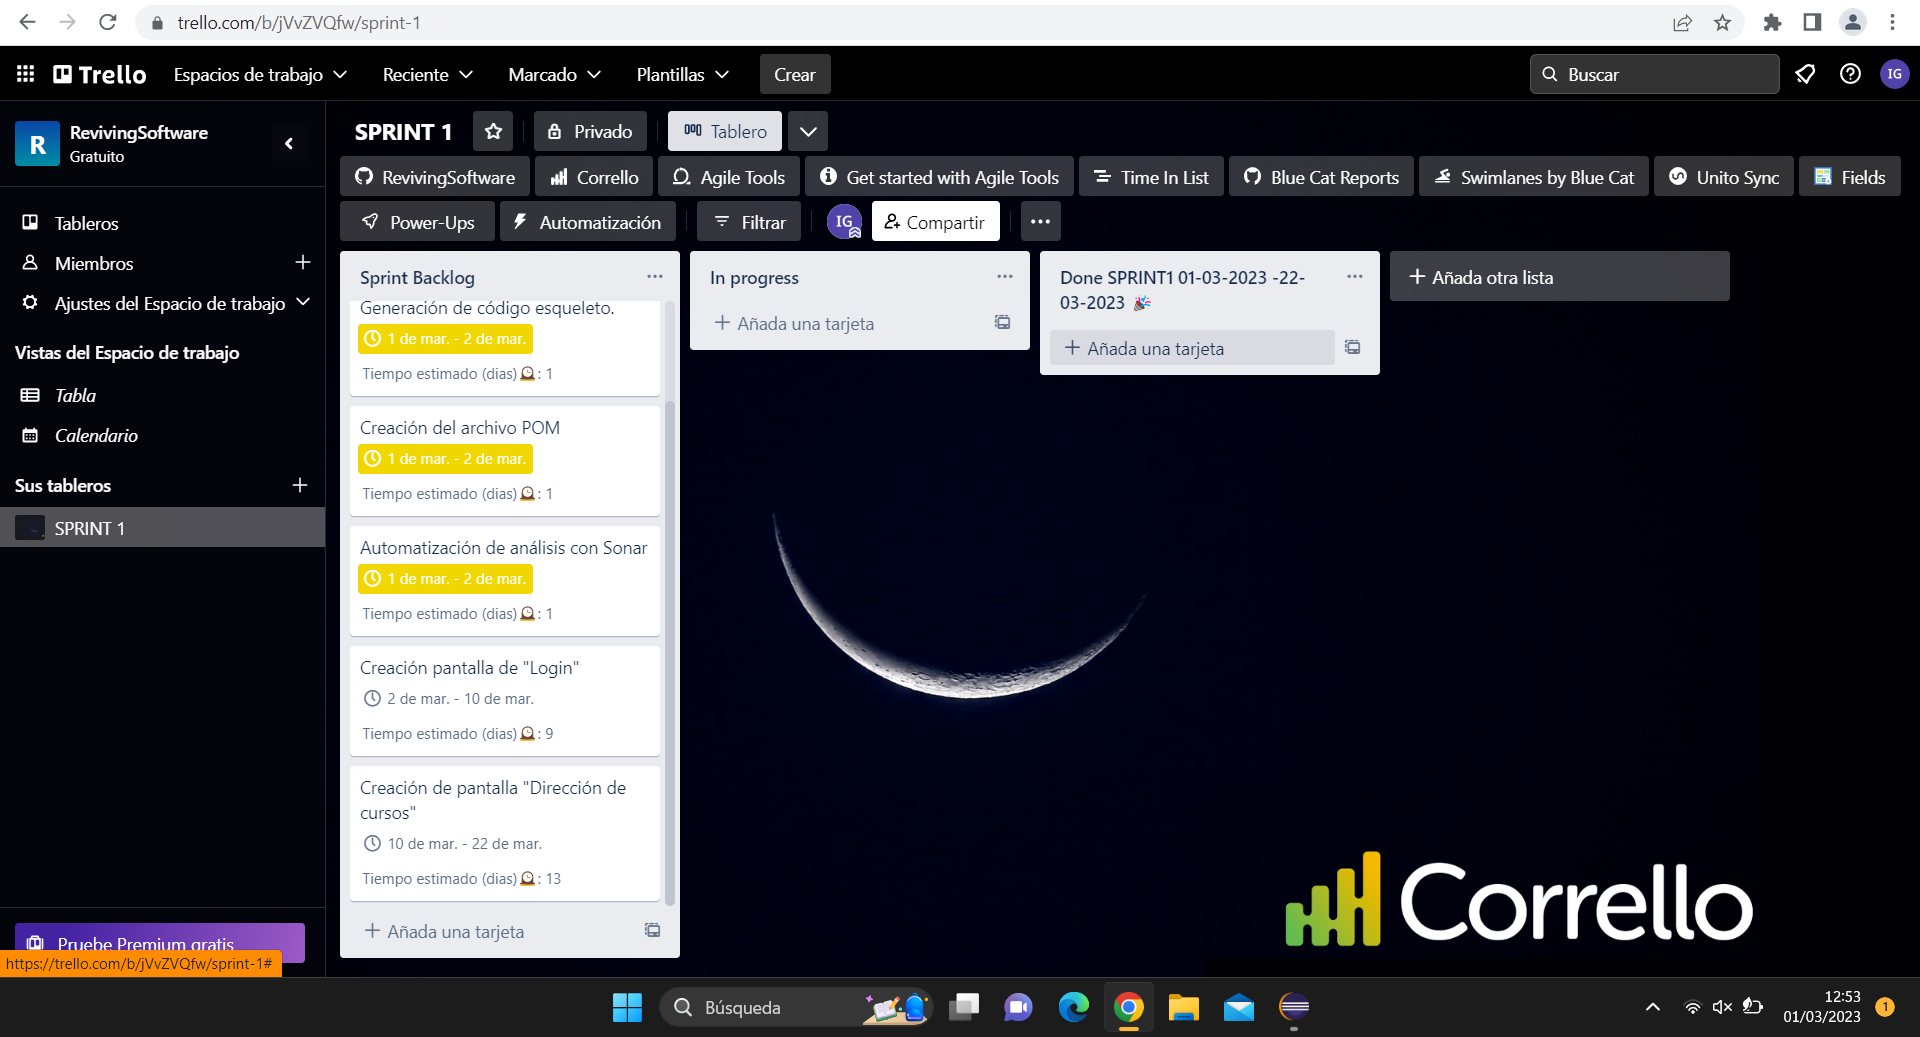 trello.com/b/jVvZVQfw/sprint-1
Trello
Espacios de trabajo
Reciente
Marcado
Plantillas
Crear
Buscar
IG
R
RevivingSoftware
Gratuito
SPRINT 1
Privado
Tablero
RevivingSoftware
Corrello
Agile Tools
Get started with Agile Tools
Time In List
Blue Cat Reports
Swimlanes by Blue Cat
Unito Sync
Fields
Power-Ups
Automatización
Filtrar
IG
Compartir
Tableros
Miembros
Ajustes del Espacio de trabajo
Vistas del Espacio de trabajo
Tabla
Calendario
Sus tableros
SPRINT 1
Pruebe Premium gratis
https://trello.com/b/jVvZVQfw/sprint-1#
Sprint Backlog
Generación de código esqueleto.
1 de mar. - 2 de mar.
Tiempo estimado (dias) : 1
Creación del archivo POM
1 de mar. - 2 de mar.
Tiempo estimado (dias) : 1
Automatización de análisis con Sonar
1 de mar. - 2 de mar.
Tiempo estimado (dias) : 1
Creación pantalla de "Login"
2 de mar. - 10 de mar.
Tiempo estimado (dias) : 9
Creación de pantalla "Dirección de
cursos"
10 de mar. - 22 de mar.
Tiempo estimado (dias) : 13
Añada una tarjeta
In progress
Añada una tarjeta
Done SPRINT1 01-03-2023 -22-
03-2023
Añada una tarjeta
Añada otra lista
Corrello
Búsqueda
12:53
01/03/2023
1